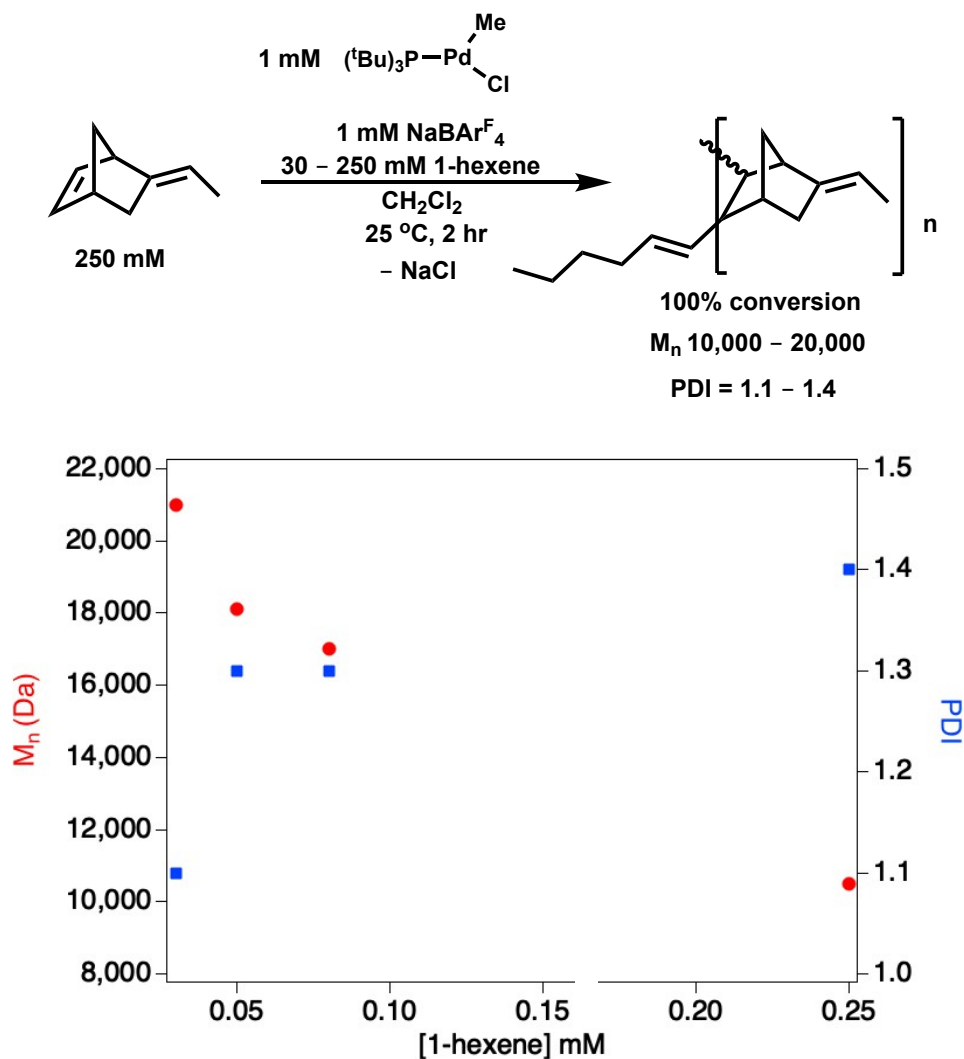 Me
1 mM (ᵗBu)₃P Pd
Cl
1 mM NaBArᶠ₄
30 – 250 mM 1-hexene
CH₂Cl₂
25 ᵒC, 2 hr
– NaCl
250 mM
n
100% conversion
Mₙ 10,000 – 20,000
PDI = 1.1 – 1.4
22,000
20,000
18,000
16,000
14,000
12,000
10,000
8,000
Mₙ (Da)
1.5
1.4
1.3
1.2
1.1
1.0
PDI
0.05 0.10 0.15 0.20 0.25
[1-hexene] mM